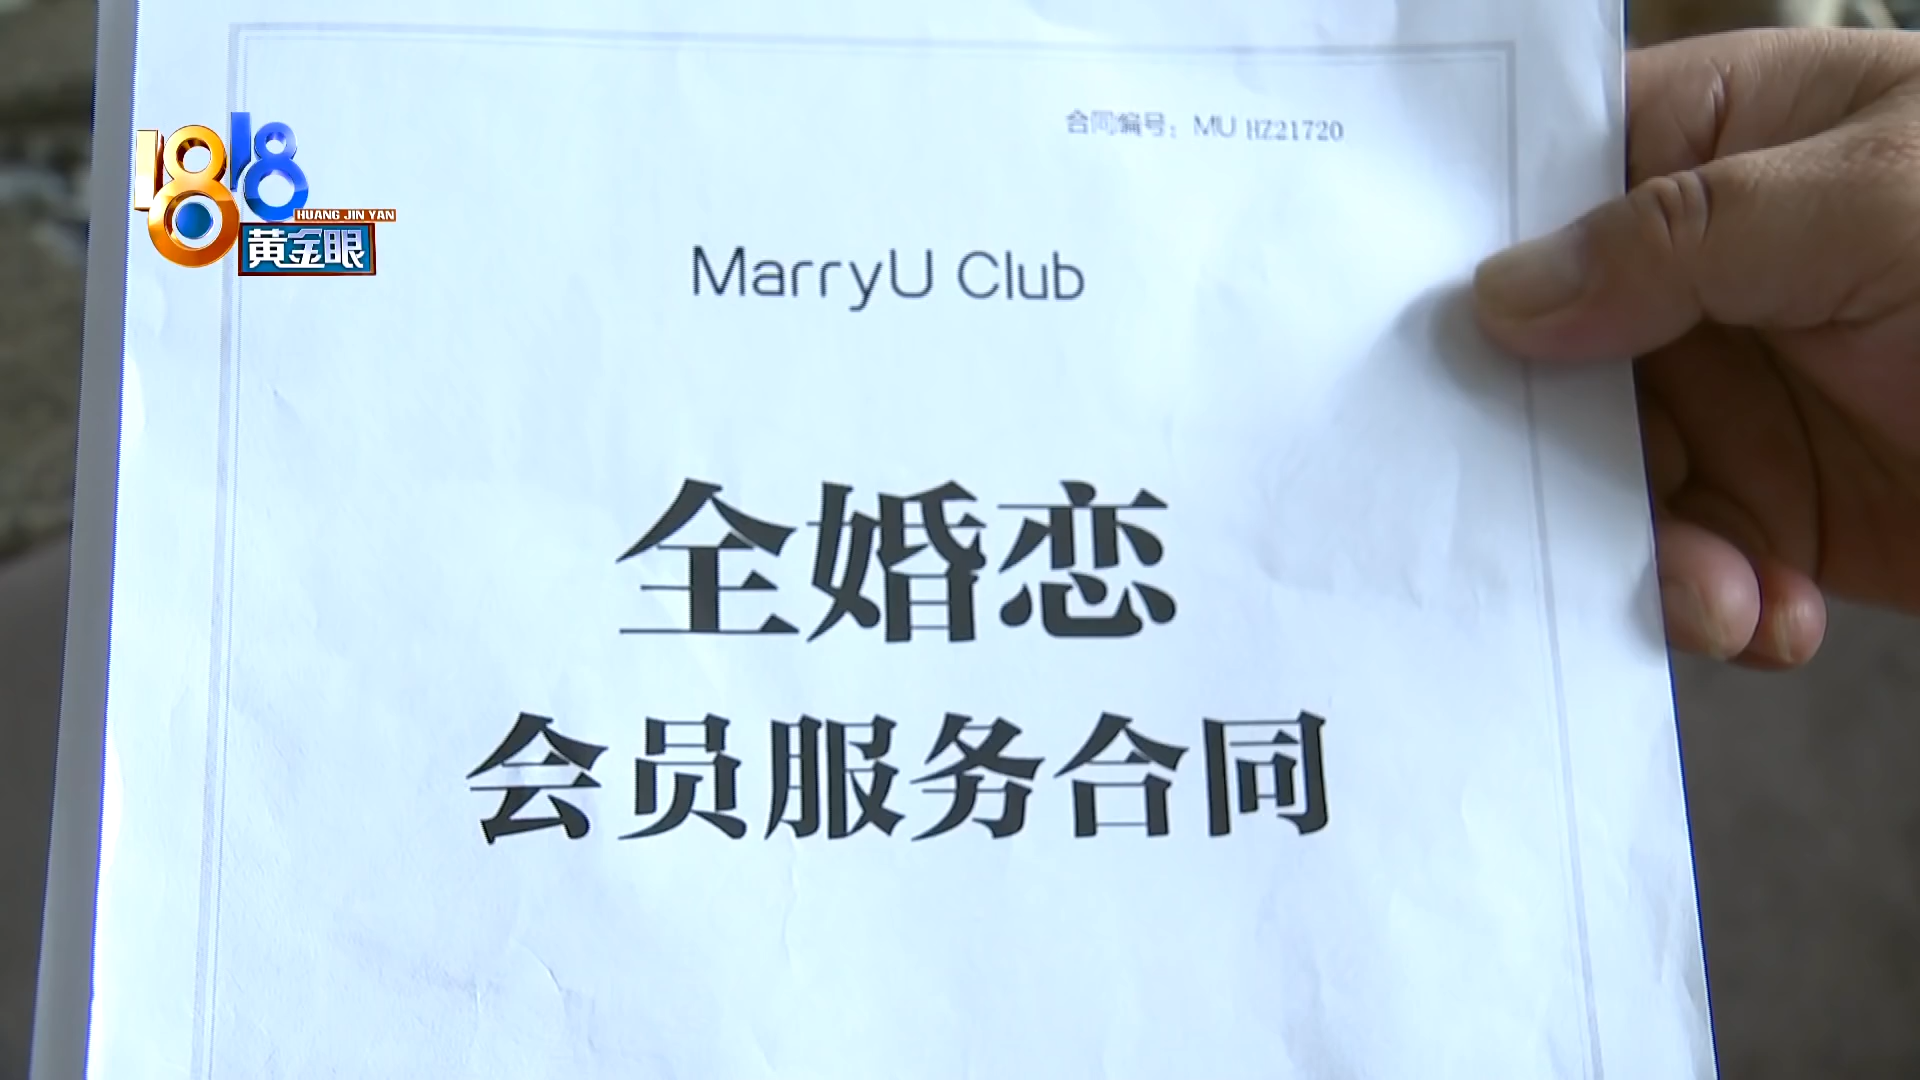 合同编号：MU HZ21720
1818
HUANG JIN YAN
黄金眼
MarryU Club
全婚恋
会员服务合同